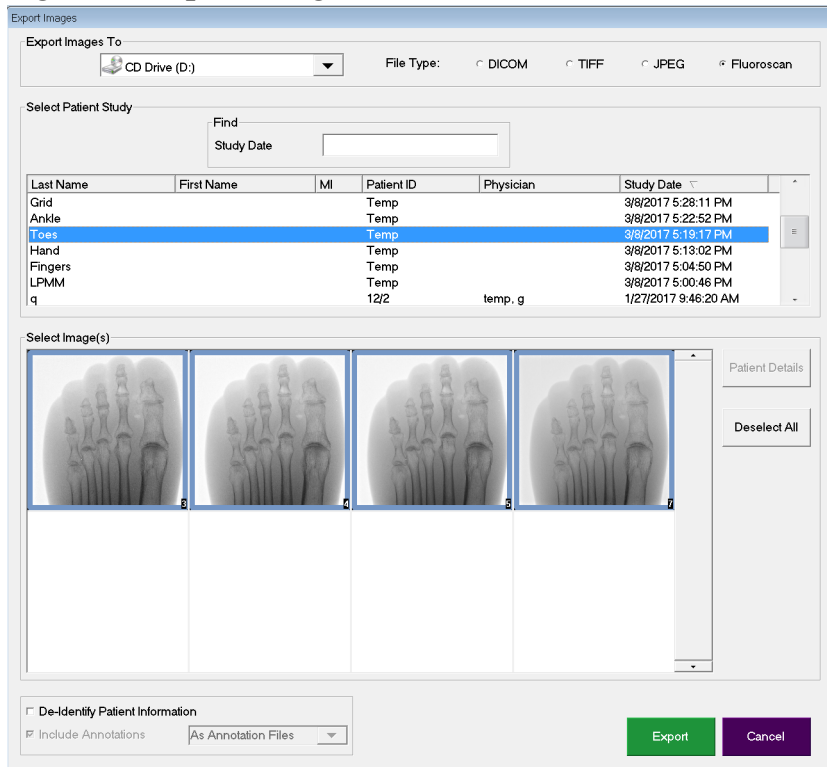 Export Images
Export Images To
CD Drive (D:)
File Type:
DICOM
TIFF
JPEG
Fluoroscan
Select Patient Study
Find
Study Date
Last Name First Name MI Patient ID Physician Study Date
Grid Temp 3/8/2017 5:28:11 PM
Ankle Temp 3/8/2017 5:22:52 PM
Toes Temp 3/8/2017 5:19:17 PM
Hand Temp 3/8/2017 5:13:02 PM
Fingers Temp 3/8/2017 5:04:50 PM
LPMM Temp 3/8/2017 5:00:46 PM
q 12/2 temp, g 1/27/2017 9:46:20 AM
Select Image(s)
3
4
5
7
Patient Details
Deselect All
De-Identify Patient Information
Include Annotations
As Annotation Files
Export
Cancel